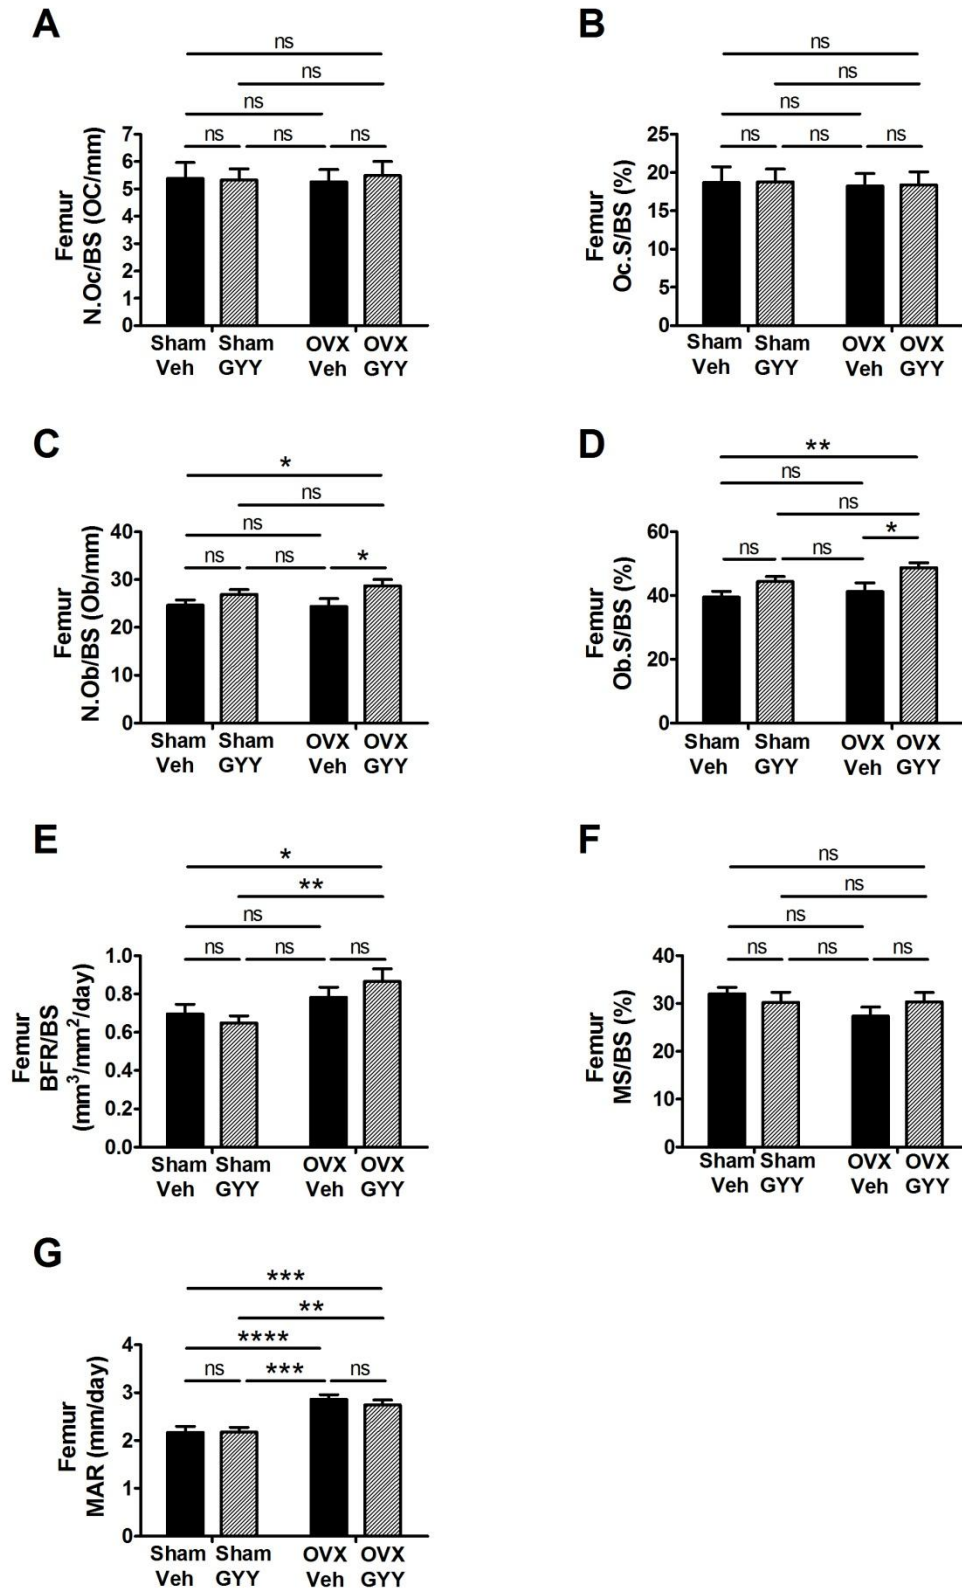 A
ns
ns
ns
ns ns ns
Femur
N.Oc/BS (OC/mm)
7
6
5
4
3
2
1
0
Sham Sham OVX OVX
Veh GYY Veh GYY
B
ns
ns
ns
ns ns ns
Femur
Oc.S/BS (%)
25
20
15
10
5
0
Sham Sham OVX OVX
Veh GYY Veh GYY
C
*
ns
ns
ns ns *
Femur
N.Ob/BS (Ob/mm)
40
30
20
10
0
Sham Sham OVX OVX
Veh GYY Veh GYY
D
**
ns
ns
*
ns ns
Femur
Ob.S/BS (%)
60
40
20
0
Sham Sham OVX OVX
Veh GYY Veh GYY
E
*
**
ns
ns ns ns
Femur
BFR/BS
(mm³/mm²/day)
1.0
0.8
0.6
0.4
0.2
0.0
Sham Sham OVX OVX
Veh GYY Veh GYY
F
ns
ns
ns
ns ns ns
Femur
MS/BS (%)
40
30
20
10
0
Sham Sham OVX OVX
Veh GYY Veh GYY
G
***
**
****
ns *** ns
Femur
MAR (mm/day)
4
3
2
1
0
Sham Sham OVX OVX
Veh GYY Veh GYY